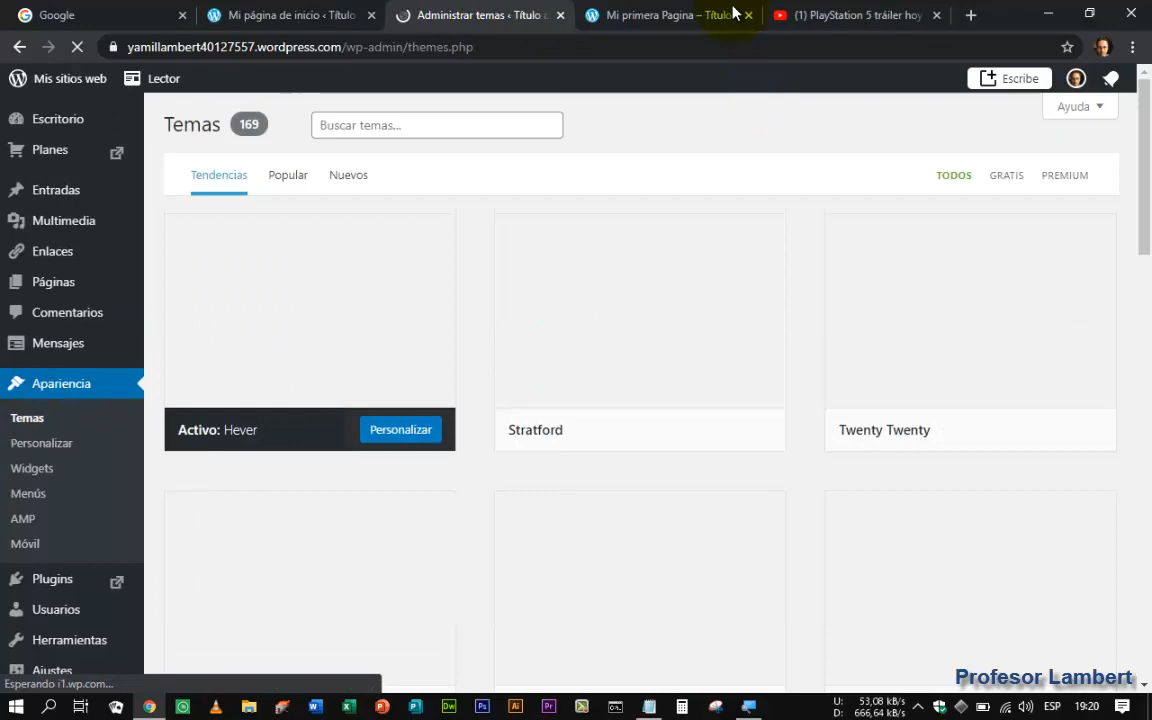 Google
Mi página de inicio ‹ Título
Administrar temas ‹ Título
Mi primera Pagina – Título
(1) PlayStation 5 tráiler hoy
yamillambert40127557.wordpress.com/wp-admin/themes.php
Mis sitios web
Lector
Escribe
Escritorio
Planes
Entradas
Multimedia
Enlaces
Páginas
Comentarios
Mensajes
Apariencia
Temas
Personalizar
Widgets
Menús
AMP
Móvil
Plugins
Usuarios
Herramientas
Ajustes
Ayuda
Temas 169
Buscar temas...
Tendencias Popular Nuevos
TODOS GRATIS PREMIUM
Activo: Hever
Personalizar
Stratford
Twenty Twenty
Esperando i1.wp.com...
Profesor Lambert
U: 53,08 kB/s
D: 666,64 kB/s
ESP
19:20